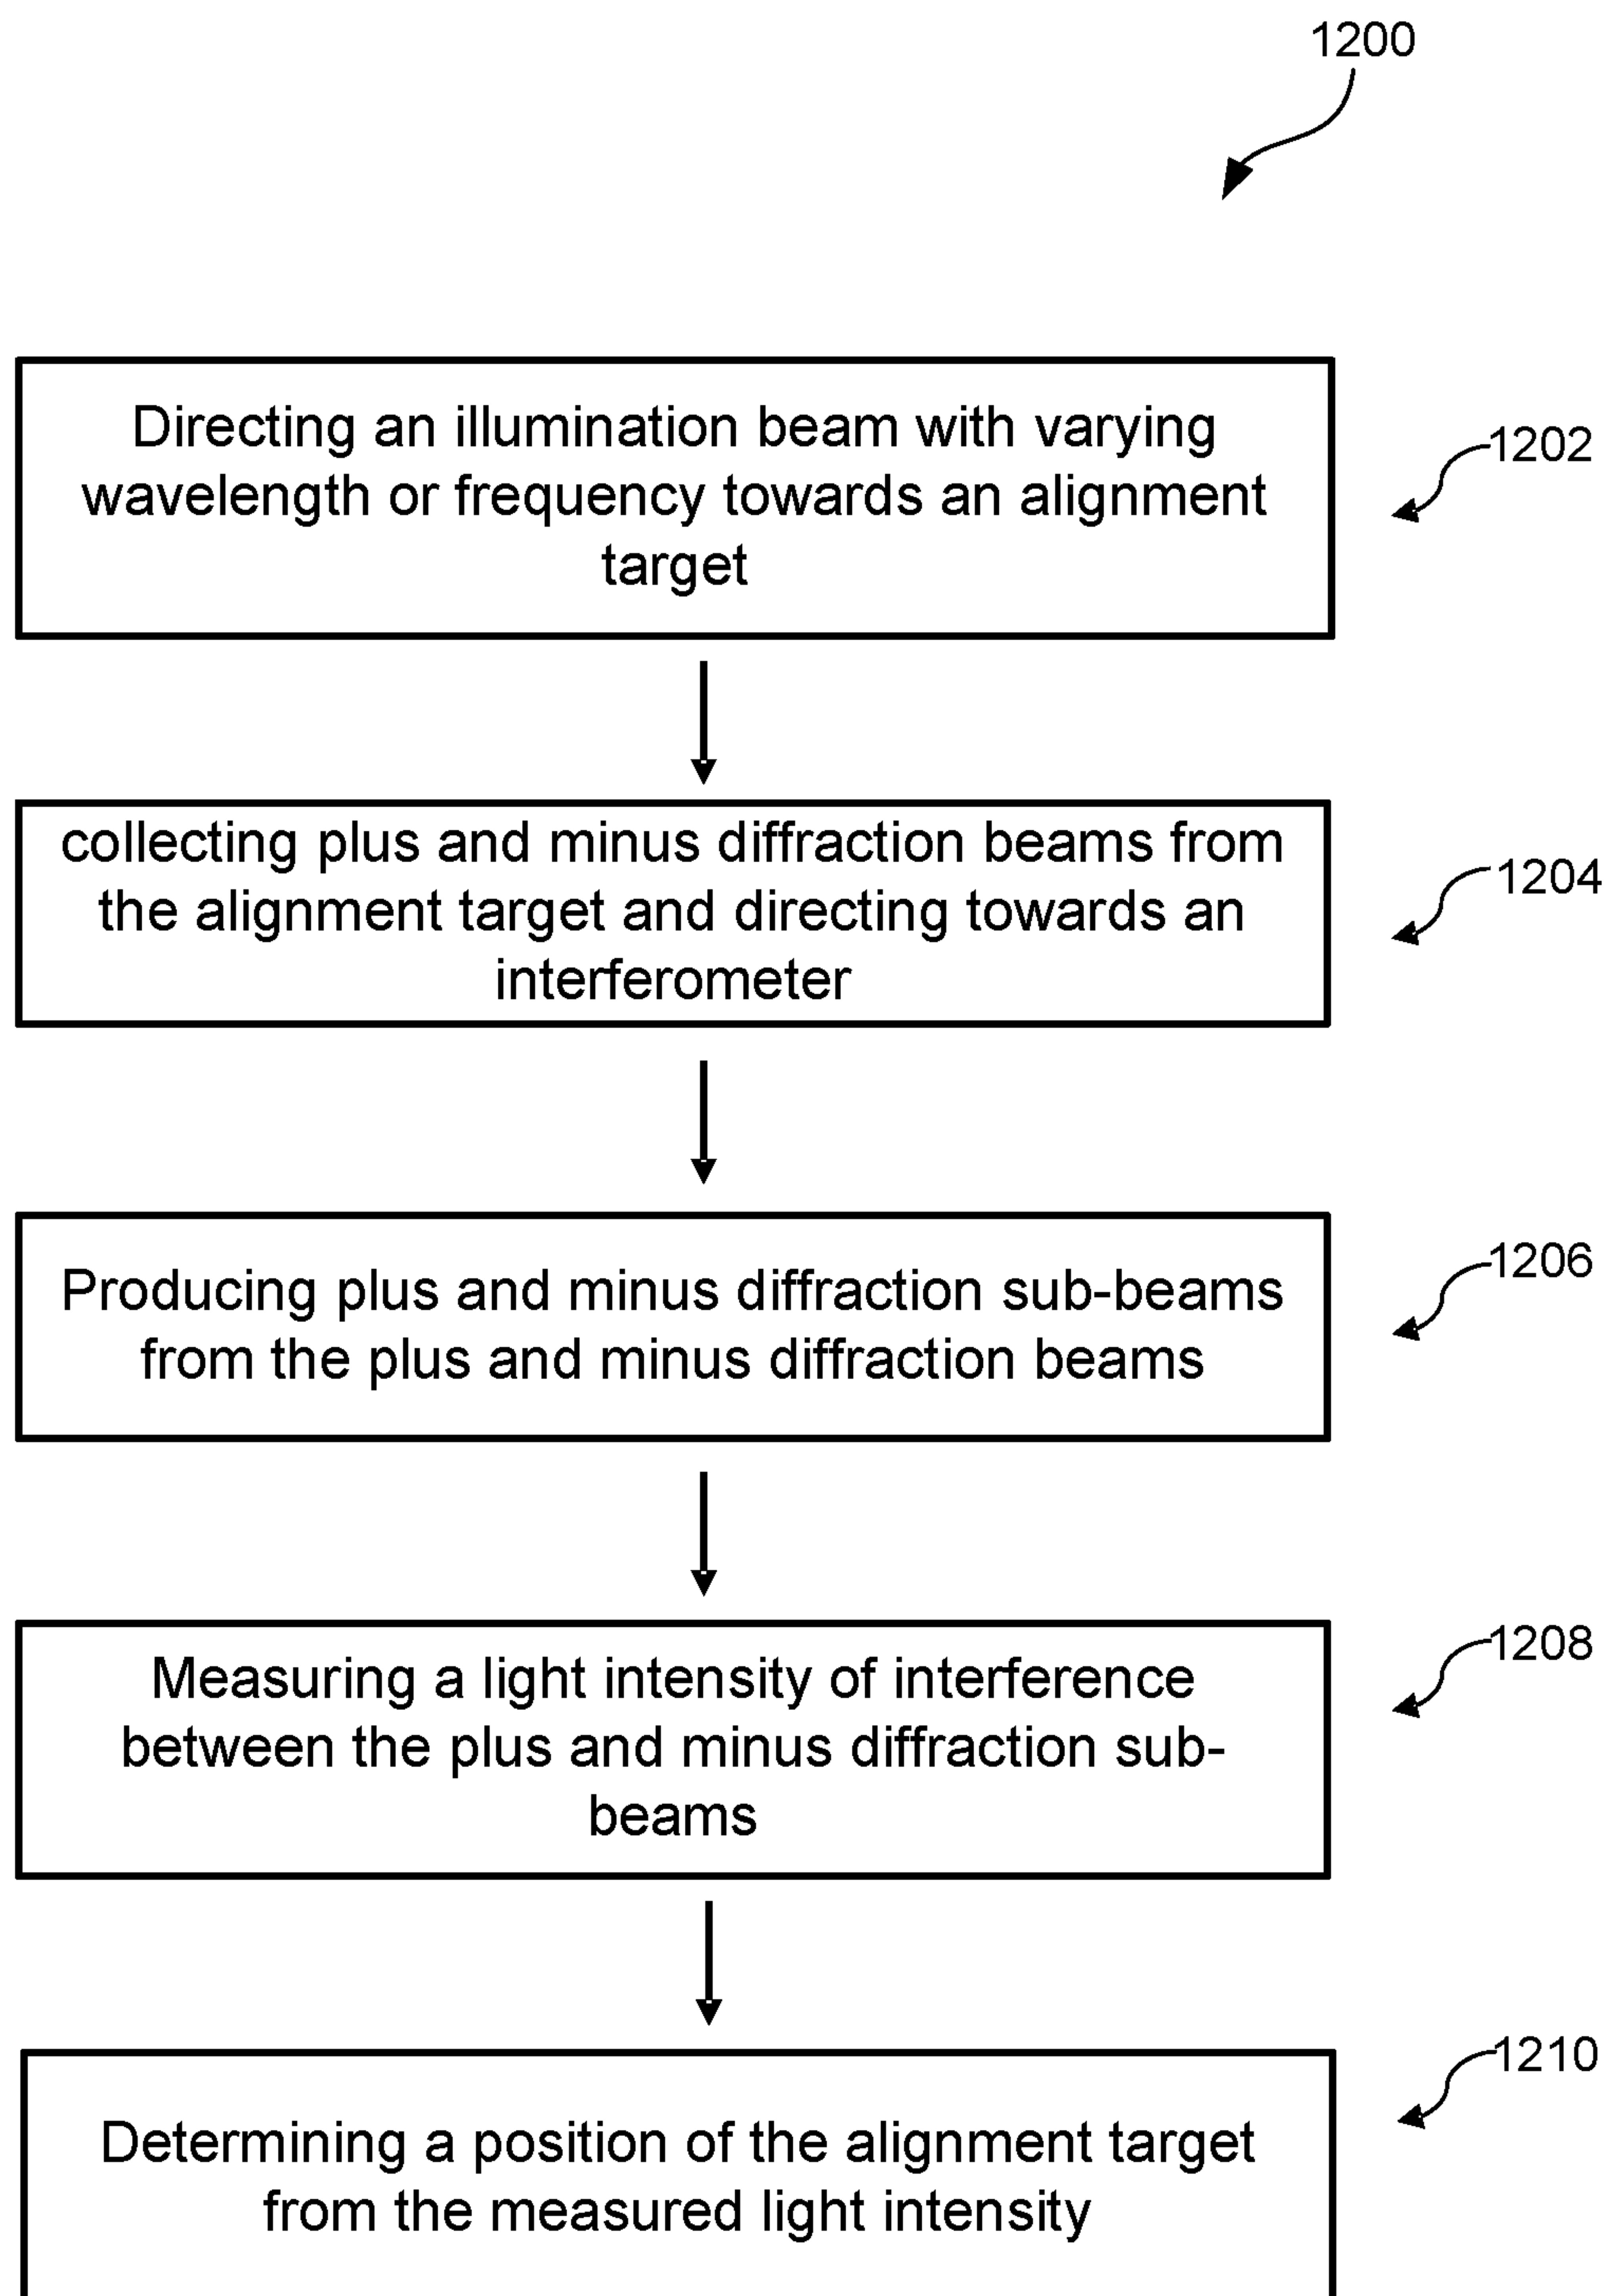 1200
Directing an illumination beam with varying
wavelength or frequency towards an alignment
target
1202
collecting plus and minus diffraction beams from
the alignment target and directing towards an
interferometer
1204
Producing plus and minus diffraction sub-beams
from the plus and minus diffraction beams
1206
Measuring a light intensity of interference
between the plus and minus diffraction sub-
beams
1208
Determining a position of the alignment target
from the measured light intensity
1210